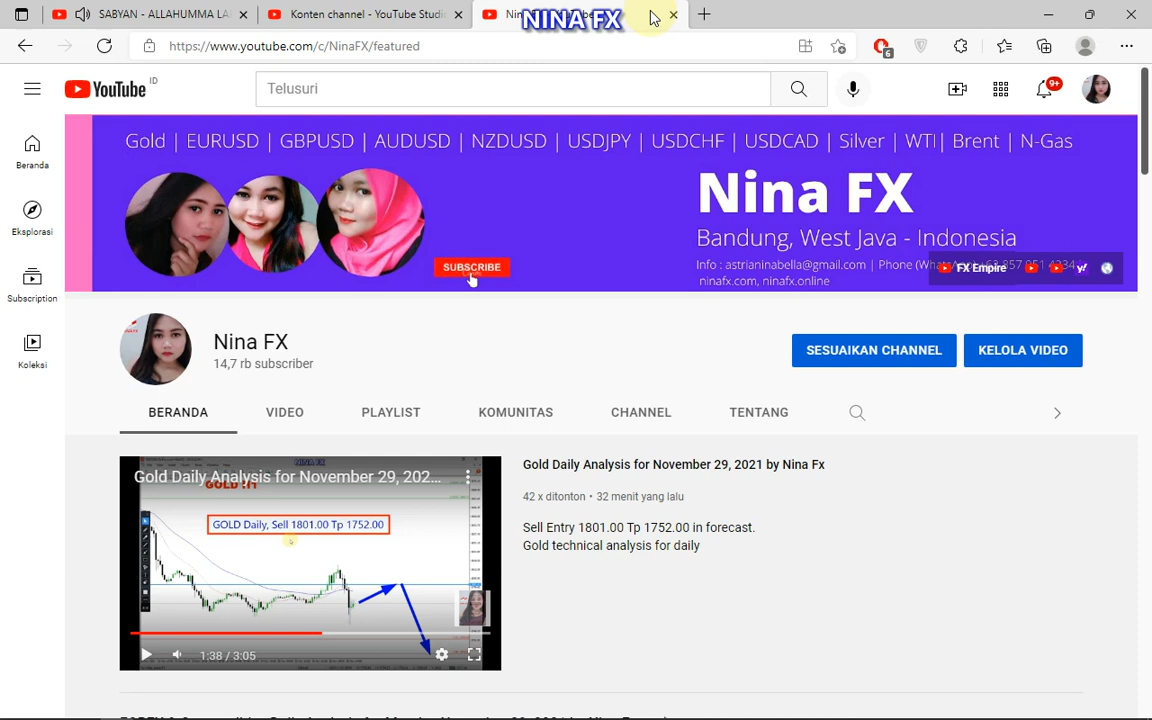 SABYAN - ALLAHUMMA LA
Konten channel - YouTube Studio
NINA FX
https://www.youtube.com/c/NinaFX/featured
6
YouTube ID
Telusuri
9+
Beranda
Eksplorasi
Subscription
Koleksi
Gold | EURUSD | GBPUSD | AUDUSD | NZDUSD | USDJPY | USDCHF | USDCAD | Silver | WTI | Brent | N-Gas
Nina FX
Bandung, West Java - Indonesia
Info : astrianinabella@gmail.com | Phone
ninafx.com, ninafx.online
SUBSCRIBE
FX Empire
y!
Nina FX
14,7 rb subscriber
SESUAIKAN CHANNEL
KELOLA VIDEO
BERANDA
VIDEO
PLAYLIST
KOMUNITAS
CHANNEL
TENTANG
Gold Daily Analysis for November 29, 202...
GOLD Daily, Sell 1801.00 Tp 1752.00
1:38 / 3:05
Gold Daily Analysis for November 29, 2021 by Nina Fx
42 x ditonton • 32 menit yang lalu
Sell Entry 1801.00 Tp 1752.00 in forecast.
Gold technical analysis for daily